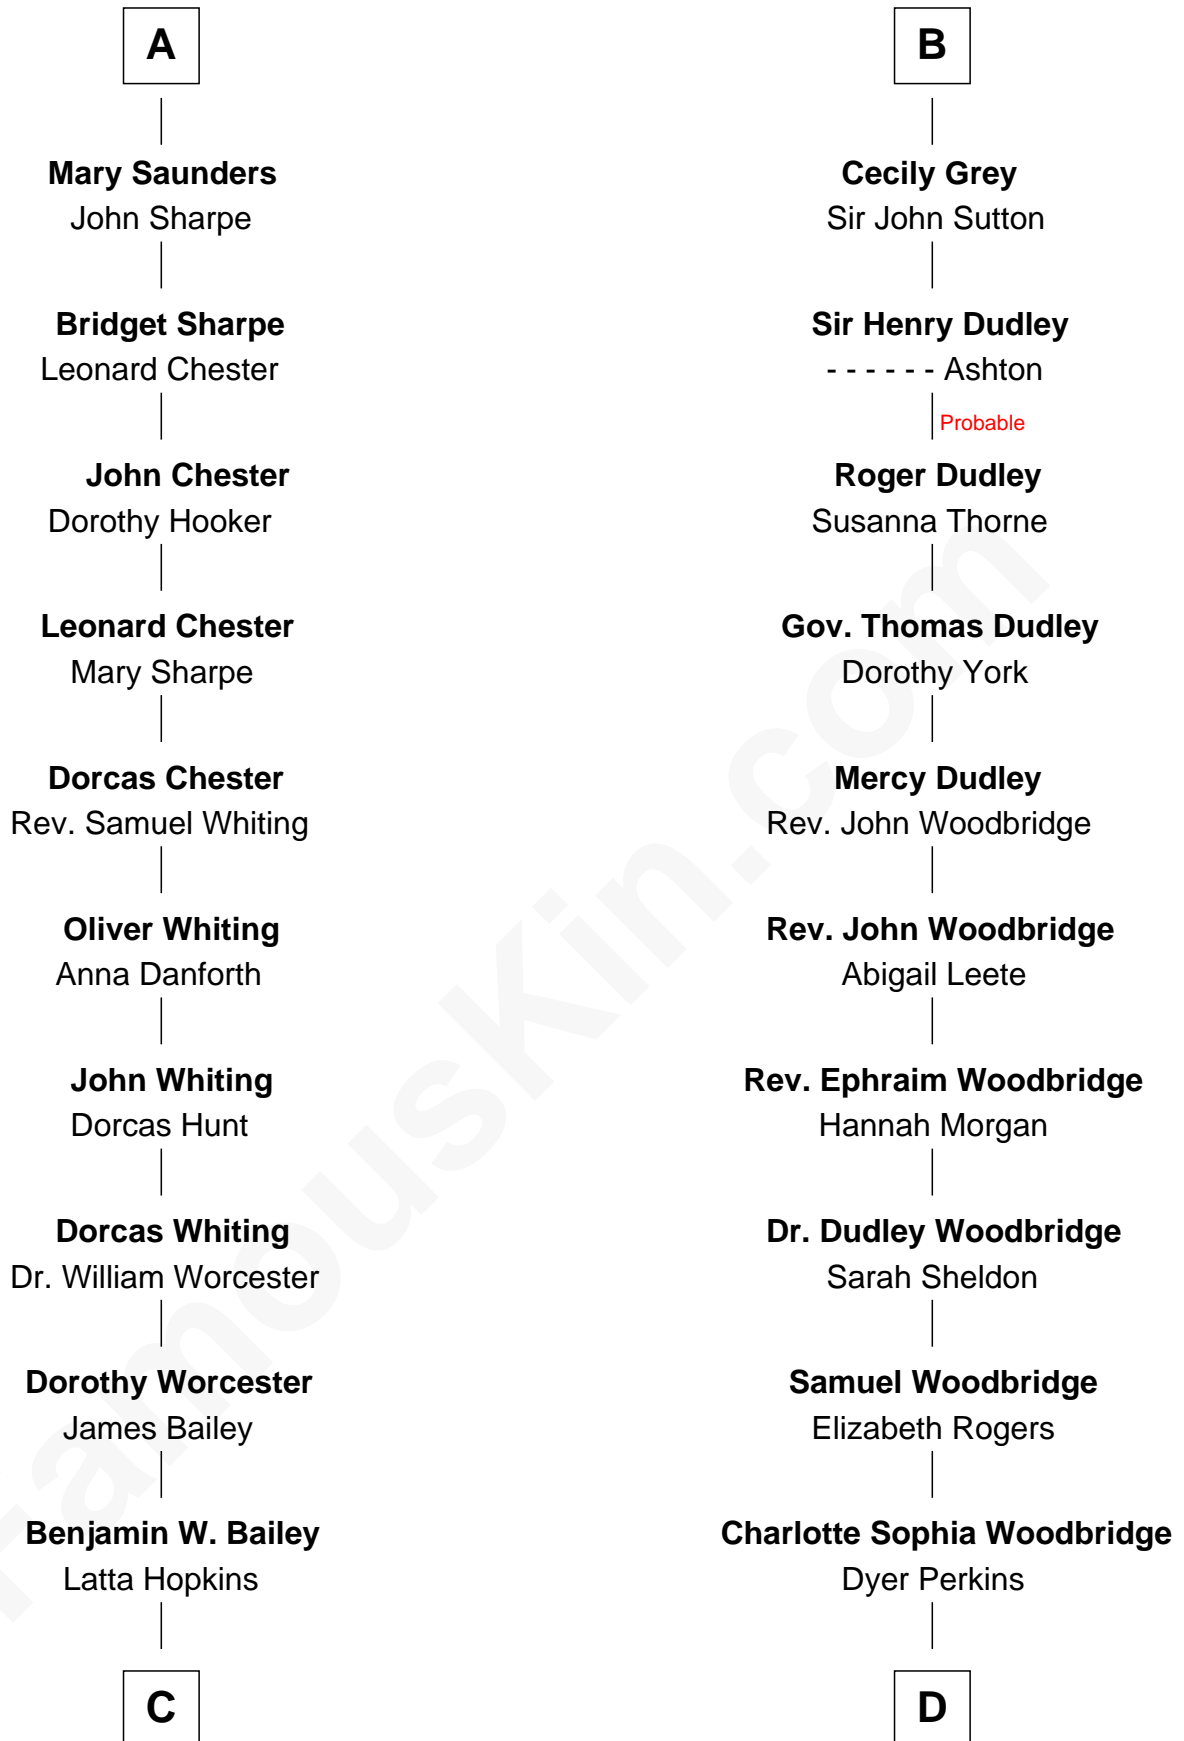 A
Mary Saunders
John Sharpe
Bridget Sharpe
Leonard Chester
John Chester
Dorothy Hooker
Leonard Chester
Mary Sharpe
Dorcas Chester
Rev. Samuel Whiting
Oliver Whiting
Anna Danforth
John Whiting
Dorcas Hunt
Dorcas Whiting
Dr. William Worcester
Dorothy Worcester
James Bailey
Benjamin W. Bailey
Latta Hopkins
C
B
Cecily Grey
Sir John Sutton
Sir Henry Dudley
- - - - - - Ashton
Probable
Roger Dudley
Susanna Thorne
Gov. Thomas Dudley
Dorothy York
Mercy Dudley
Rev. John Woodbridge
Rev. John Woodbridge
Abigail Leete
Rev. Ephraim Woodbridge
Hannah Morgan
Dr. Dudley Woodbridge
Sarah Sheldon
Samuel Woodbridge
Elizabeth Rogers
Charlotte Sophia Woodbridge
Dyer Perkins
D
FamousKin.com